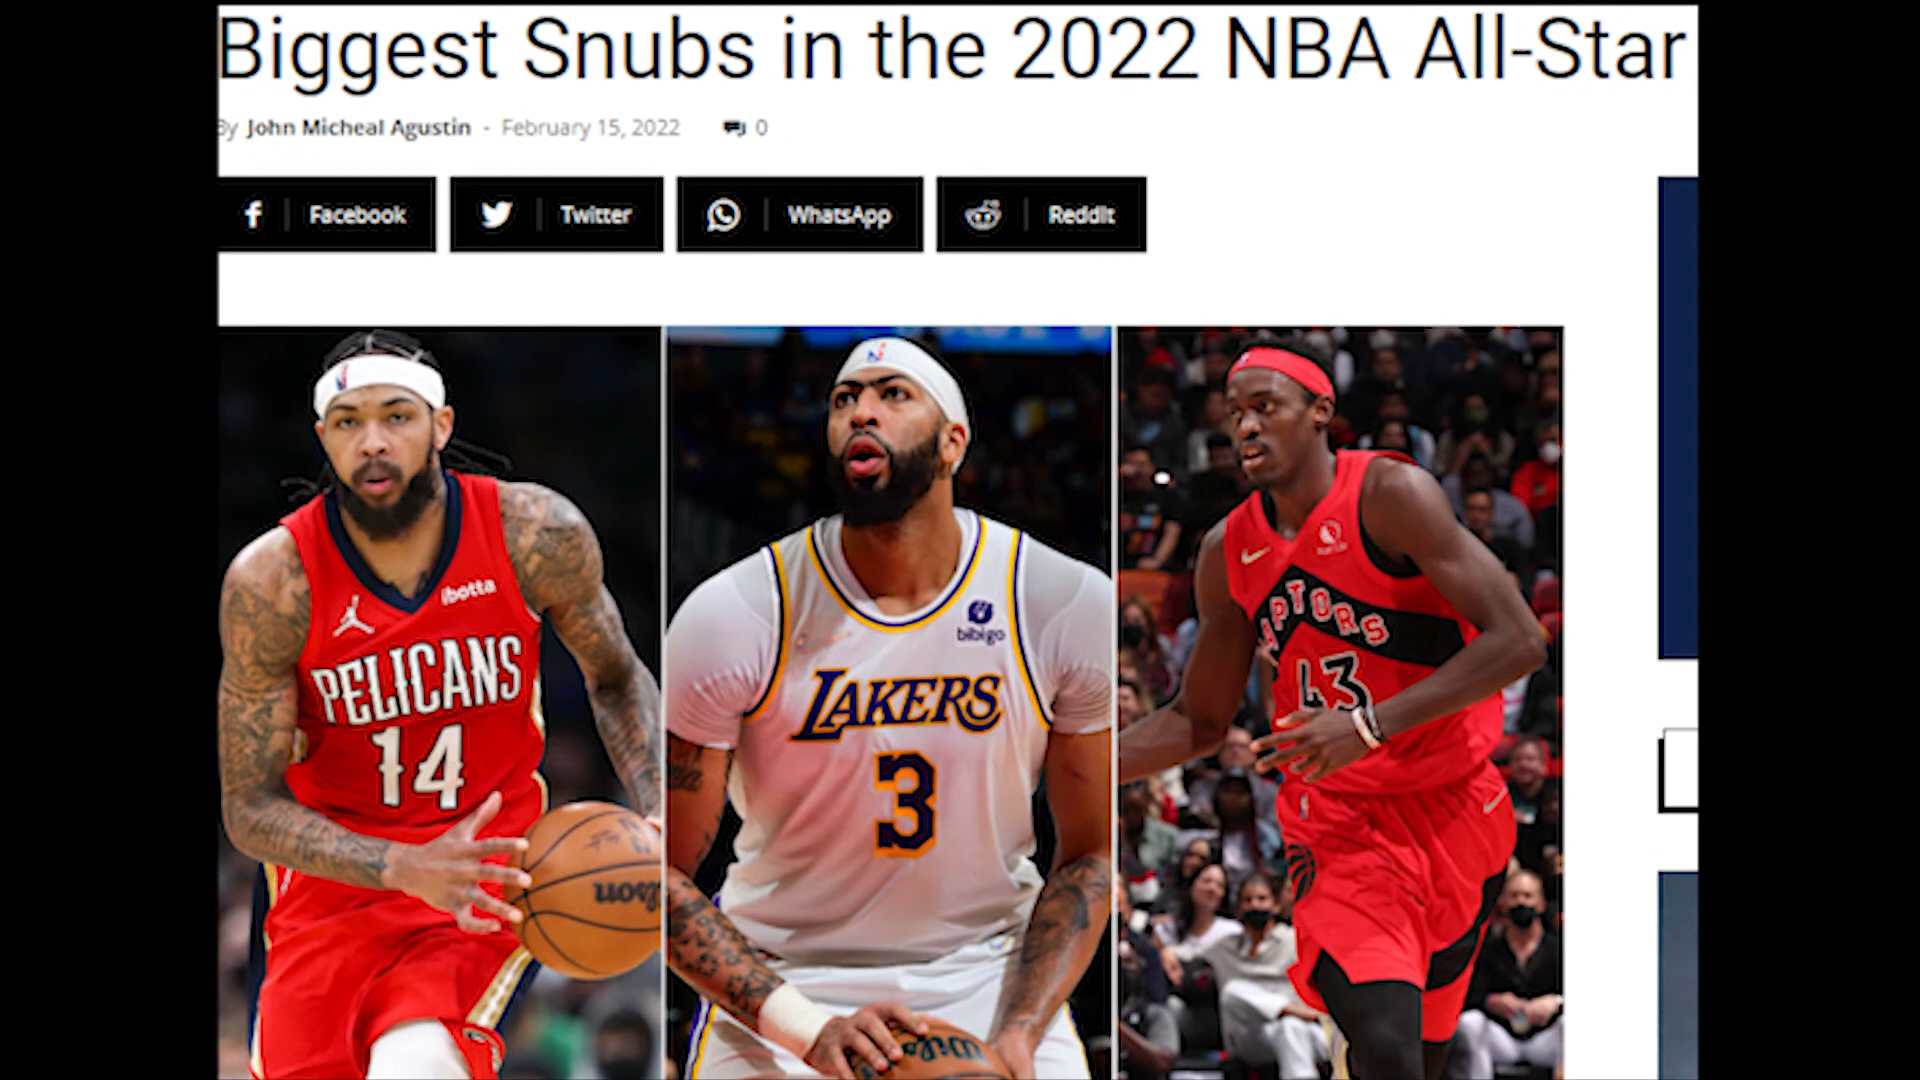 Biggest Snubs in the 2022 NBA All-Star
By John Micheal Agustin - February 15, 2022 0
Facebook
Twitter
WhatsApp
Reddit
ibotta
PELICANS
14
bibigo
LAKERS
3
RAPTORS
43